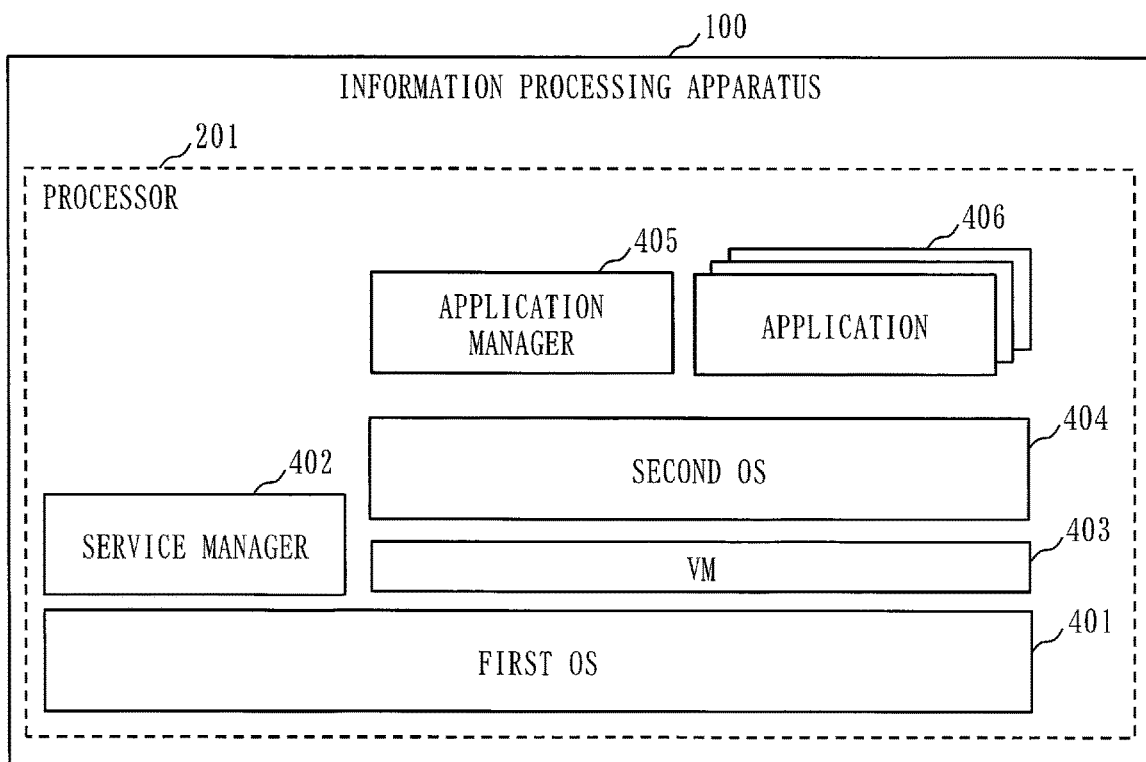 100
INFORMATION PROCESSING APPARATUS
201
PROCESSOR
405
406
APPLICATION
MANAGER
APPLICATION
404
SECOND OS
402
SERVICE MANAGER
403
VM
401
FIRST OS